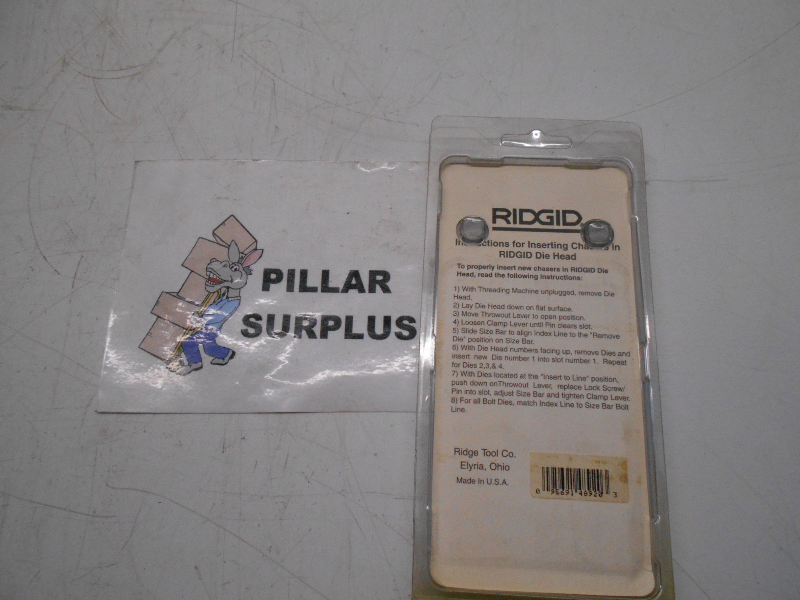 PILLAR
SURPLUS
RIDGID
Instructions for Inserting Chasers in
RIDGID Die Head
To properly insert new chasers in RIDGID Die
Head, read the following instructions:
1) With Threading Machine unplugged, remove Die
Head.
2) Lay Die Head down on flat surface.
3) Move Throwout Lever to open position.
4) Loosen Clamp Lever until Pin clears slot.
5) Slide Size Bar to align Index Line to the "Remove
Die" position on Size Bar.
6) With Die Head numbers facing up, remove Dies and
insert new Die number 1 into slot number 1. Repeat
for Dies 2,3,& 4.
7) With Dies located at the "Insert to Line" position,
push down onThrowout Lever, replace Lock Screw/
Pin into slot, adjust Size Bar and tighten Clamp Lever.
8) For all Bolt Dies, match Index Line to Size Bar Bolt
Line.
Ridge Tool Co.
Elyria, Ohio
Made In U.S.A.
0 95691 48920 3